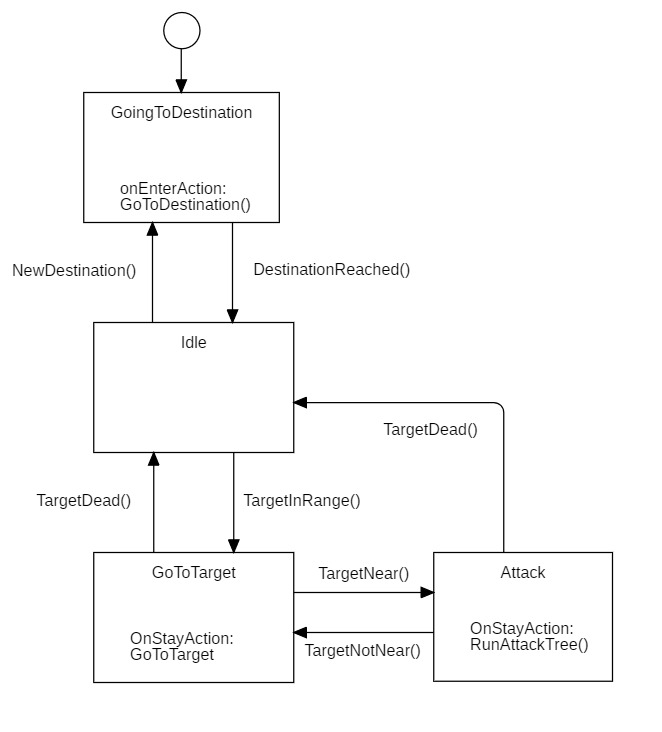 GoingToDestination
onEnterAction:
GoToDestination()
NewDestination()
DestinationReached()
Idle
TargetDead()
TargetDead()
TargetInRange()
GoToTarget
TargetNear()
Attack
OnStayAction:
GoToTarget
OnStayAction:
RunAttackTree()
TargetNotNear()